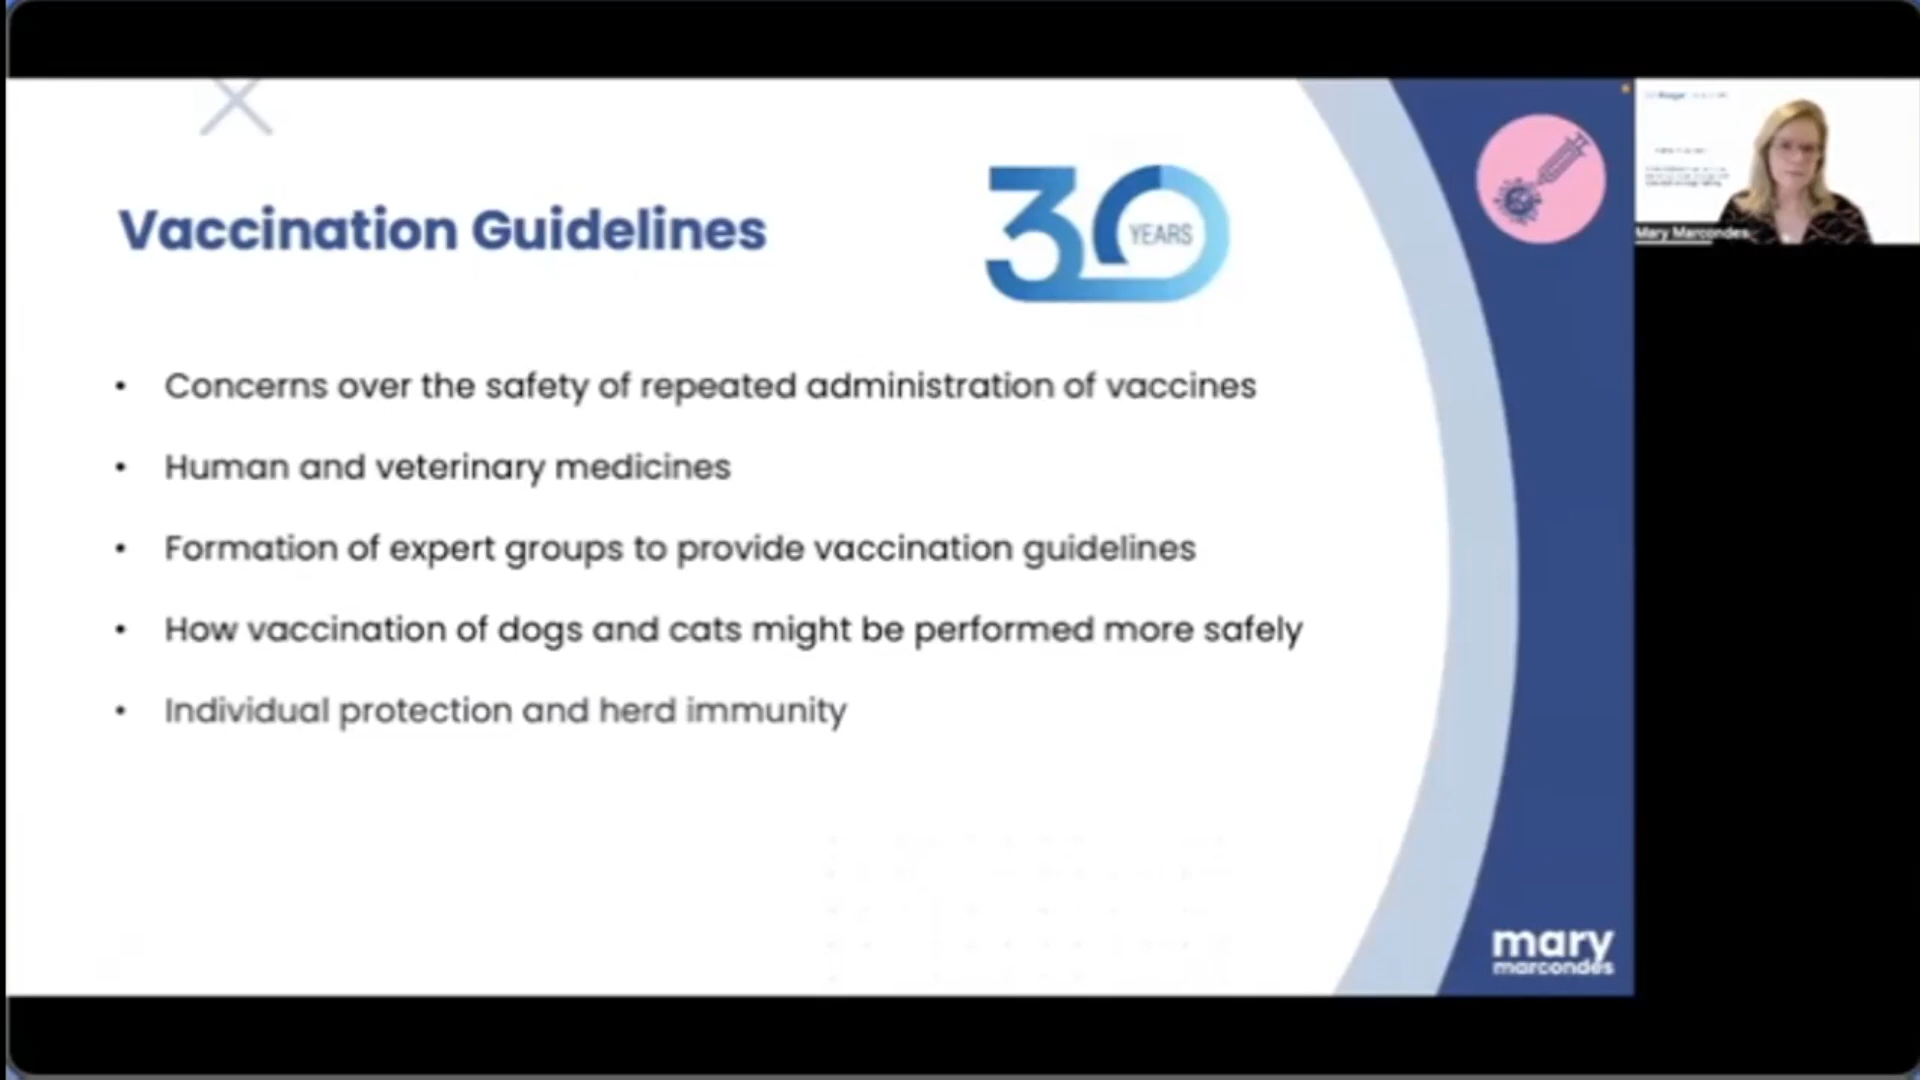 Vaccination Guidelines
30 YEARS
• Concerns over the safety of repeated administration of vaccines
• Human and veterinary medicines
• Formation of expert groups to provide vaccination guidelines
• How vaccination of dogs and cats might be performed more safely
• Individual protection and herd immunity
mary
marcondes
Mary Marcondes